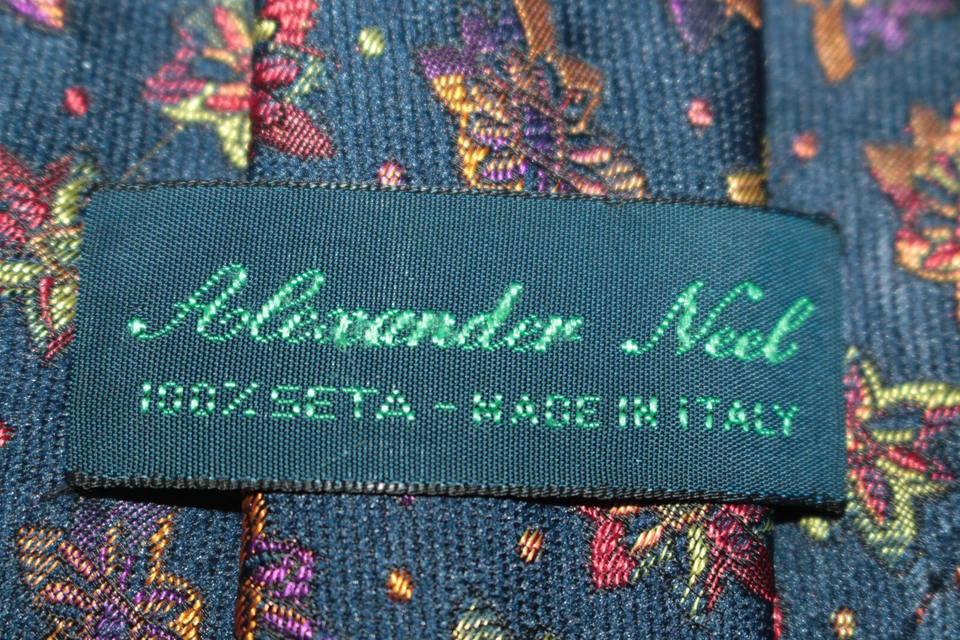 Alexander Neel
100% SETA - MADE IN ITALY